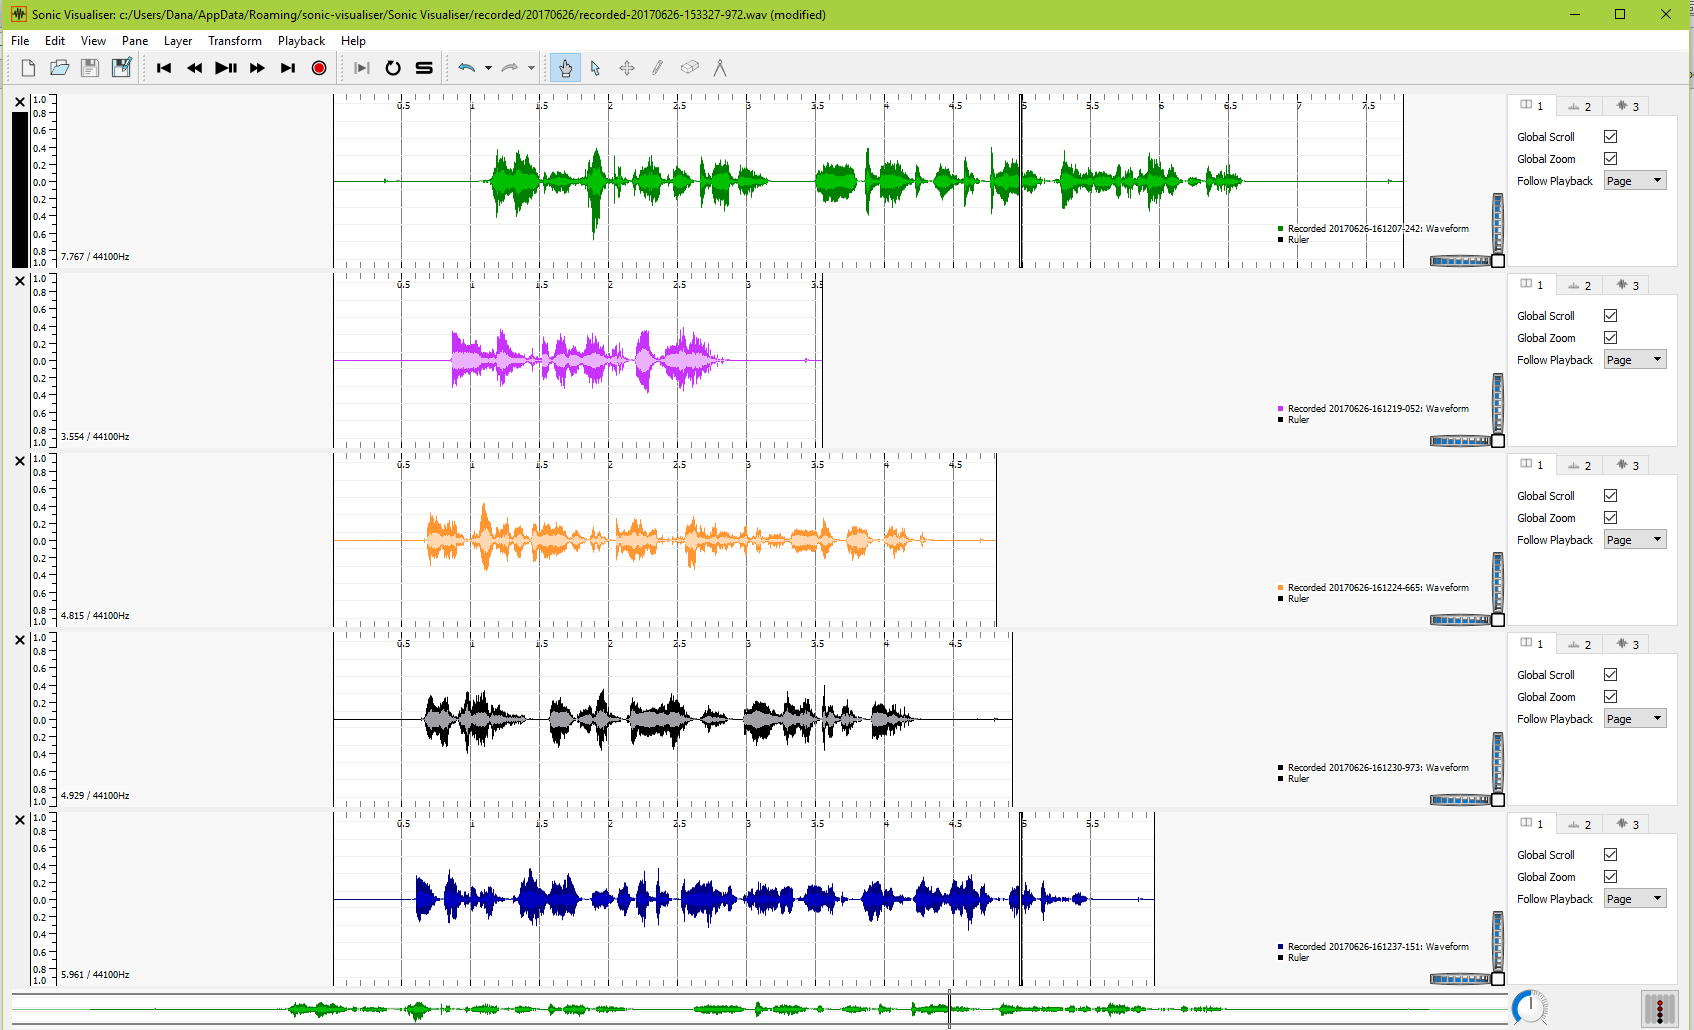 Sonic Visualiser: c:/Users/Dana/AppData/Roaming/sonic-visualiser/Sonic Visualiser/recorded/20170626/recorded-20170626-153327-972.wav (modified)
File Edit View Pane Layer Transform Playback Help
1.0 0.5 1 1.5 2 2.5 3 3.5 4 4.5 5 5.5 6 6.5 7 7.5 1 2 3
0.8
Global Scroll
0.6
0.4
Global Zoom
0.2
0.0
Follow Playback Page
0.2
0.4
0.6
Recorded 20170626-161207-242: Waveform
Ruler
0.8
7.767 / 44100Hz
1.0
1.0 0.5 1 1.5 2 2.5 3 3.5 1 2 3
0.8
Global Scroll
0.6
0.4
Global Zoom
0.2
0.0
Follow Playback Page
0.2
0.4
0.6
Recorded 20170626-161219-052: Waveform
Ruler
0.8
3.554 / 44100Hz
1.0
1.0 0.5 1 1.5 2 2.5 3 3.5 4 4.5 1 2 3
0.8
Global Scroll
0.6
0.4
Global Zoom
0.2
0.0
Follow Playback Page
0.2
0.4
0.6
Recorded 20170626-161224-665: Waveform
Ruler
0.8
4.815 / 44100Hz
1.0
1.0 0.5 1 1.5 2 2.5 3 3.5 4 4.5 1 2 3
0.8
Global Scroll
0.6
0.4
Global Zoom
0.2
0.0
Follow Playback Page
0.2
0.4
0.6
Recorded 20170626-161230-973: Waveform
Ruler
0.8
4.929 / 44100Hz
1.0
1.0 0.5 1 1.5 2 2.5 3 3.5 4 4.5 5 5.5 1 2 3
0.8
Global Scroll
0.6
0.4
Global Zoom
0.2
0.0
Follow Playback Page
0.2
0.4
0.6
Recorded 20170626-161237-151: Waveform
Ruler
0.8
5.961 / 44100Hz
1.0